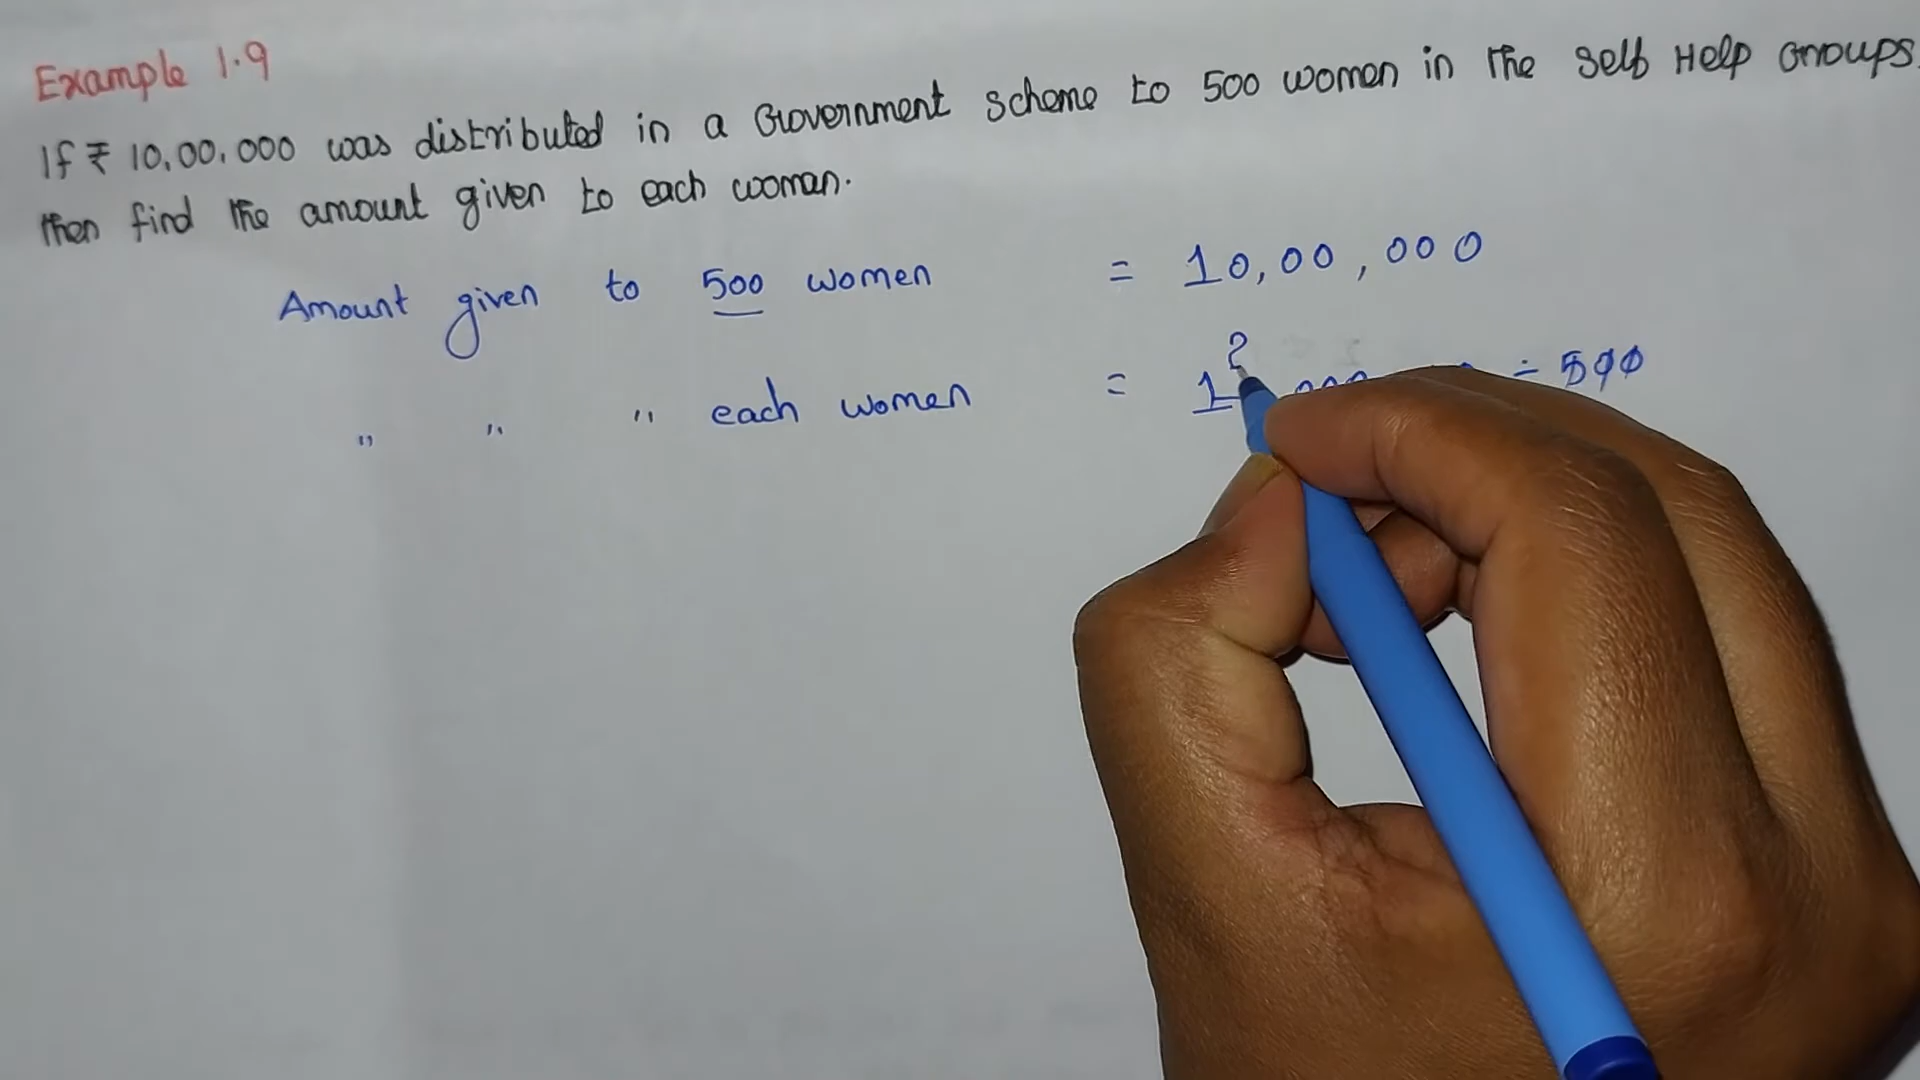 Example 1.9
If ₹ 10,00,000 was distributed in a Government scheme to 500 women in the Self Help Groups,
then find the amount given to each woman.
Amount given to 500 women = 10,00,000
" " " each women = 1 ÷ 500
2